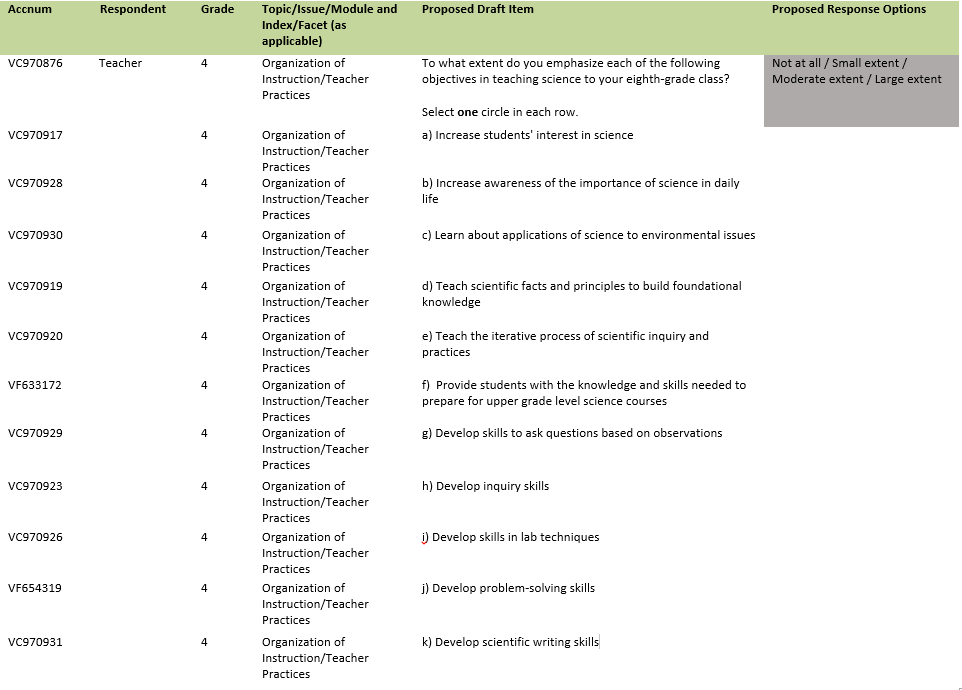 Accnum Respondent Grade Topic/Issue/Module and Index/Facet (as applicable) Proposed Draft Item Proposed Response Options
VC970876 Teacher 4 Organization of Instruction/Teacher Practices To what extent do you emphasize each of the following objectives in teaching science to your eighth-grade class? Select one circle in each row. Not at all / Small extent / Moderate extent / Large extent
VC970917 4 Organization of Instruction/Teacher Practices a) Increase students' interest in science
VC970928 4 Organization of Instruction/Teacher Practices b) Increase awareness of the importance of science in daily life
VC970930 4 Organization of Instruction/Teacher Practices c) Learn about applications of science to environmental issues
VC970919 4 Organization of Instruction/Teacher Practices d) Teach scientific facts and principles to build foundational knowledge
VC970920 4 Organization of Instruction/Teacher Practices e) Teach the iterative process of scientific inquiry and practices
VF633172 4 Organization of Instruction/Teacher Practices f) Provide students with the knowledge and skills needed to prepare for upper grade level science courses
VC970929 4 Organization of Instruction/Teacher Practices g) Develop skills to ask questions based on observations
VC970923 4 Organization of Instruction/Teacher Practices h) Develop inquiry skills
VC970926 4 Organization of Instruction/Teacher Practices i) Develop skills in lab techniques
VF654319 4 Organization of Instruction/Teacher Practices j) Develop problem-solving skills
VC970931 4 Organization of Instruction/Teacher Practices k) Develop scientific writing skills